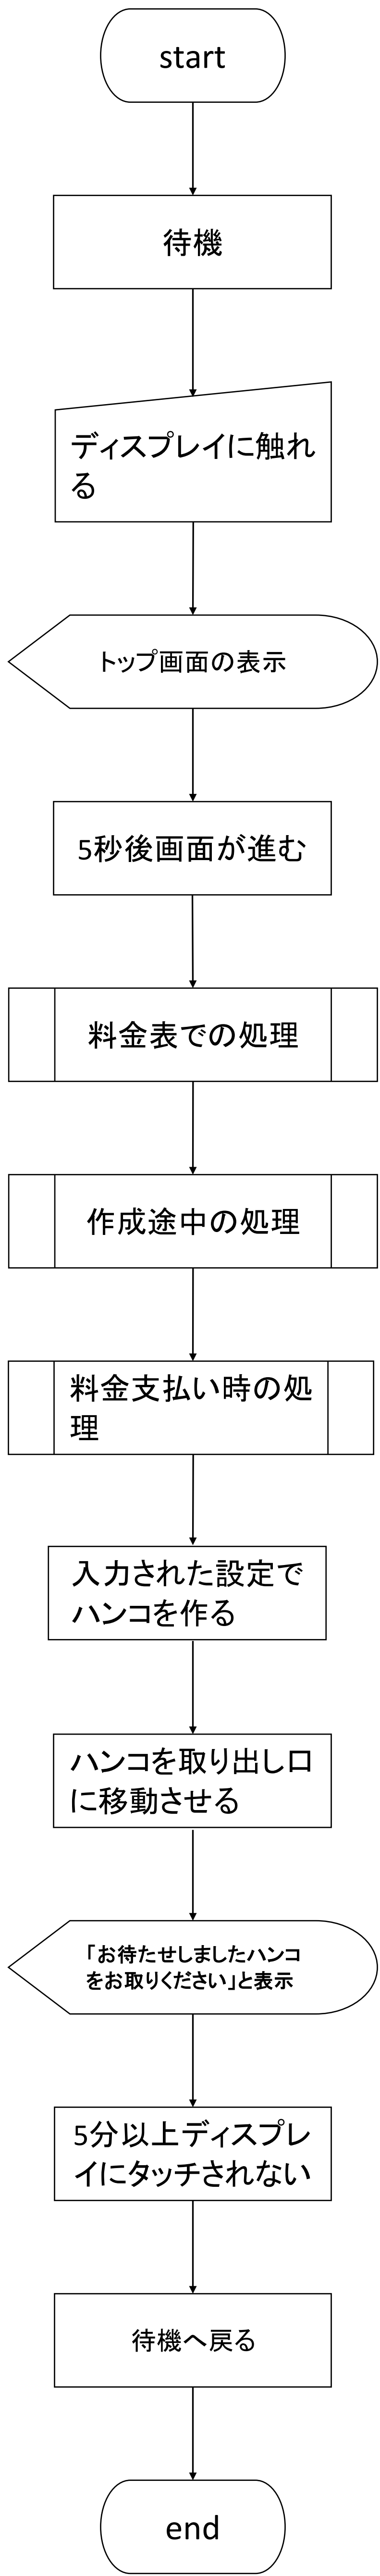 start
待機
ディスプレイに触れ
る
トップ画面の表示
5秒後画面が進む
料金表での処理
作成途中の処理
料金支払い時の処
理
入力された設定で
ハンコを作る
ハンコを取り出し口
に移動させる
「お待たせしましたハンコ
をお取りください」と表示
5分以上ディスプレ
イにタッチされない
待機へ戻る
end